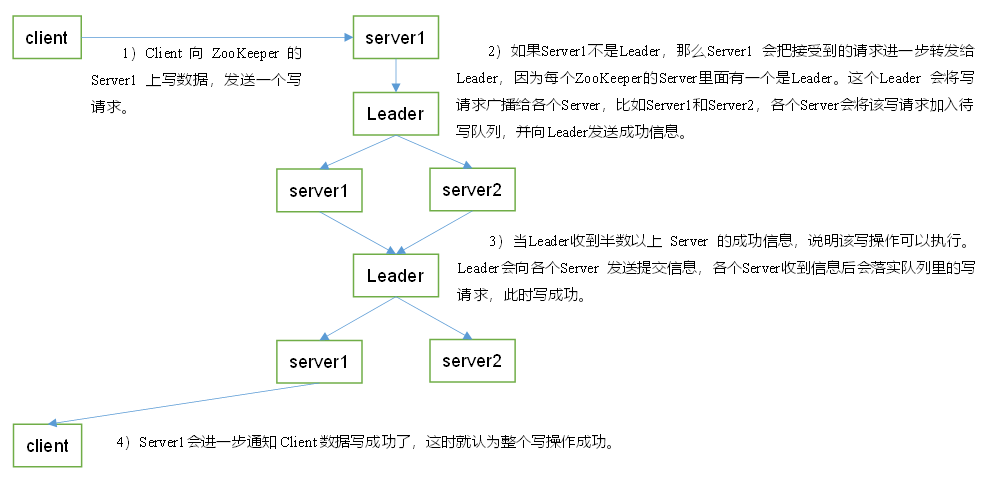 client
server1
1）Client 向 ZooKeeper 的
Server1 上写数据，发送一个写
请求。
2）如果Server1不是Leader，那么Server1 会把接受到的请求进一步转发给
Leader，因为每个ZooKeeper的Server里面有一个是Leader。这个Leader 会将写
请求广播给各个Server，比如Server1和Server2，各个Server会将该写请求加入待
写队列，并向Leader发送成功信息。
Leader
server1
server2
3）当Leader收到半数以上 Server 的成功信息，说明该写操作可以执行。
Leader会向各个Server 发送提交信息，各个Server收到信息后会落实队列里的写
请求，此时写成功。
Leader
server1
server2
client
4）Server1会进一步通知 Client 数据写成功了，这时就认为整个写操作成功。